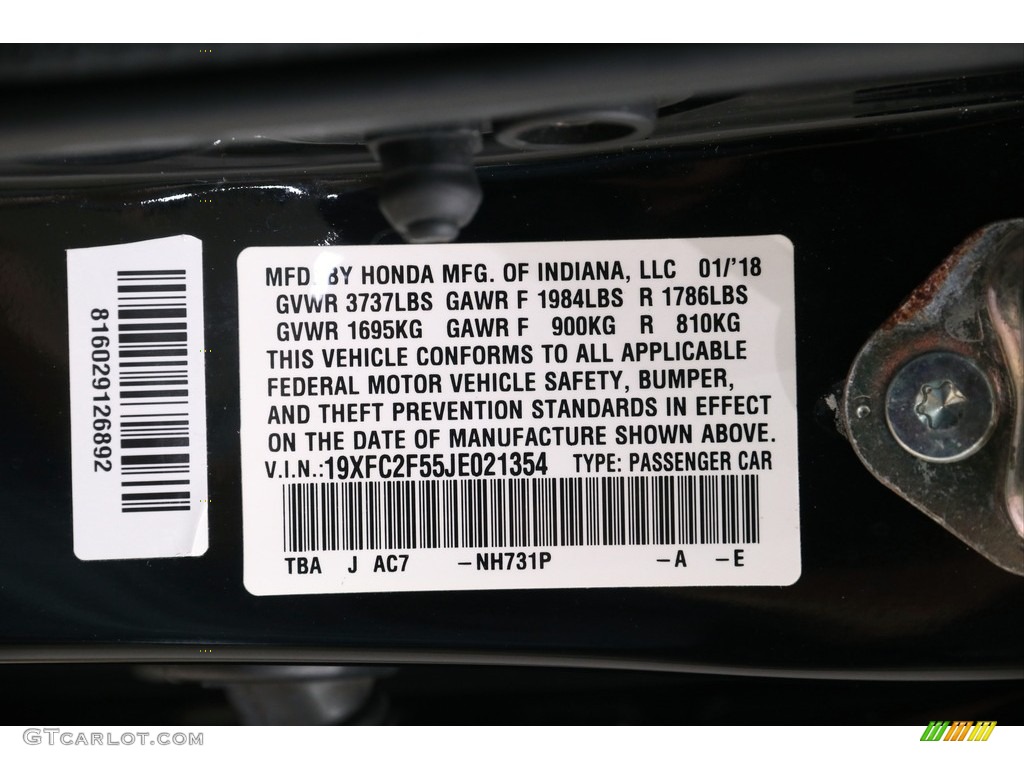 816029126892
MFD. BY HONDA MFG. OF INDIANA, LLC 01/'18
GVWR 3737LBS GAWR F 1984LBS R 1786LBS
GVWR 1695KG GAWR F 900KG R 810KG
THIS VEHICLE CONFORMS TO ALL APPLICABLE
FEDERAL MOTOR VEHICLE SAFETY, BUMPER,
AND THEFT PREVENTION STANDARDS IN EFFECT
ON THE DATE OF MANUFACTURE SHOWN ABOVE.
V.I.N.:19XFC2F55JE021354 TYPE: PASSENGER CAR
TBA J AC7 –NH731P –A –E
GTCARLOT.COM